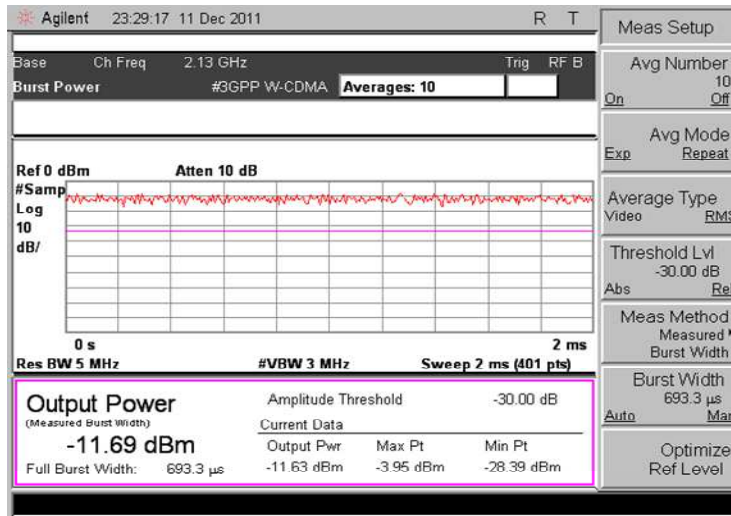 Agilent 23:29:17 11 Dec 2011 R T
Base Ch Freq 2.13 GHz Trig RF B
Burst Power #3GPP W-CDMA Averages: 10
Ref 0 dBm Atten 10 dB
#Samp
Log
10
dB/
0 s 2 ms
Res BW 5 MHz #VBW 3 MHz Sweep 2 ms (401 pts)
Output Power
(Measured Burst Width)
-11.69 dBm
Full Burst Width: 693.3 µs
Amplitude Threshold -30.00 dB
Current Data
Output Pwr Max Pt Min Pt
-11.63 dBm -3.95 dBm -28.39 dBm
Meas Setup
Avg Number
10
On Off
Avg Mode
Exp Repeat
Average Type
Video RMS
Threshold Lvl
-30.00 dB
Abs Rel
Meas Method
Measured
Burst Width
Burst Width
693.3 µs
Auto Man
Optimize
Ref Level